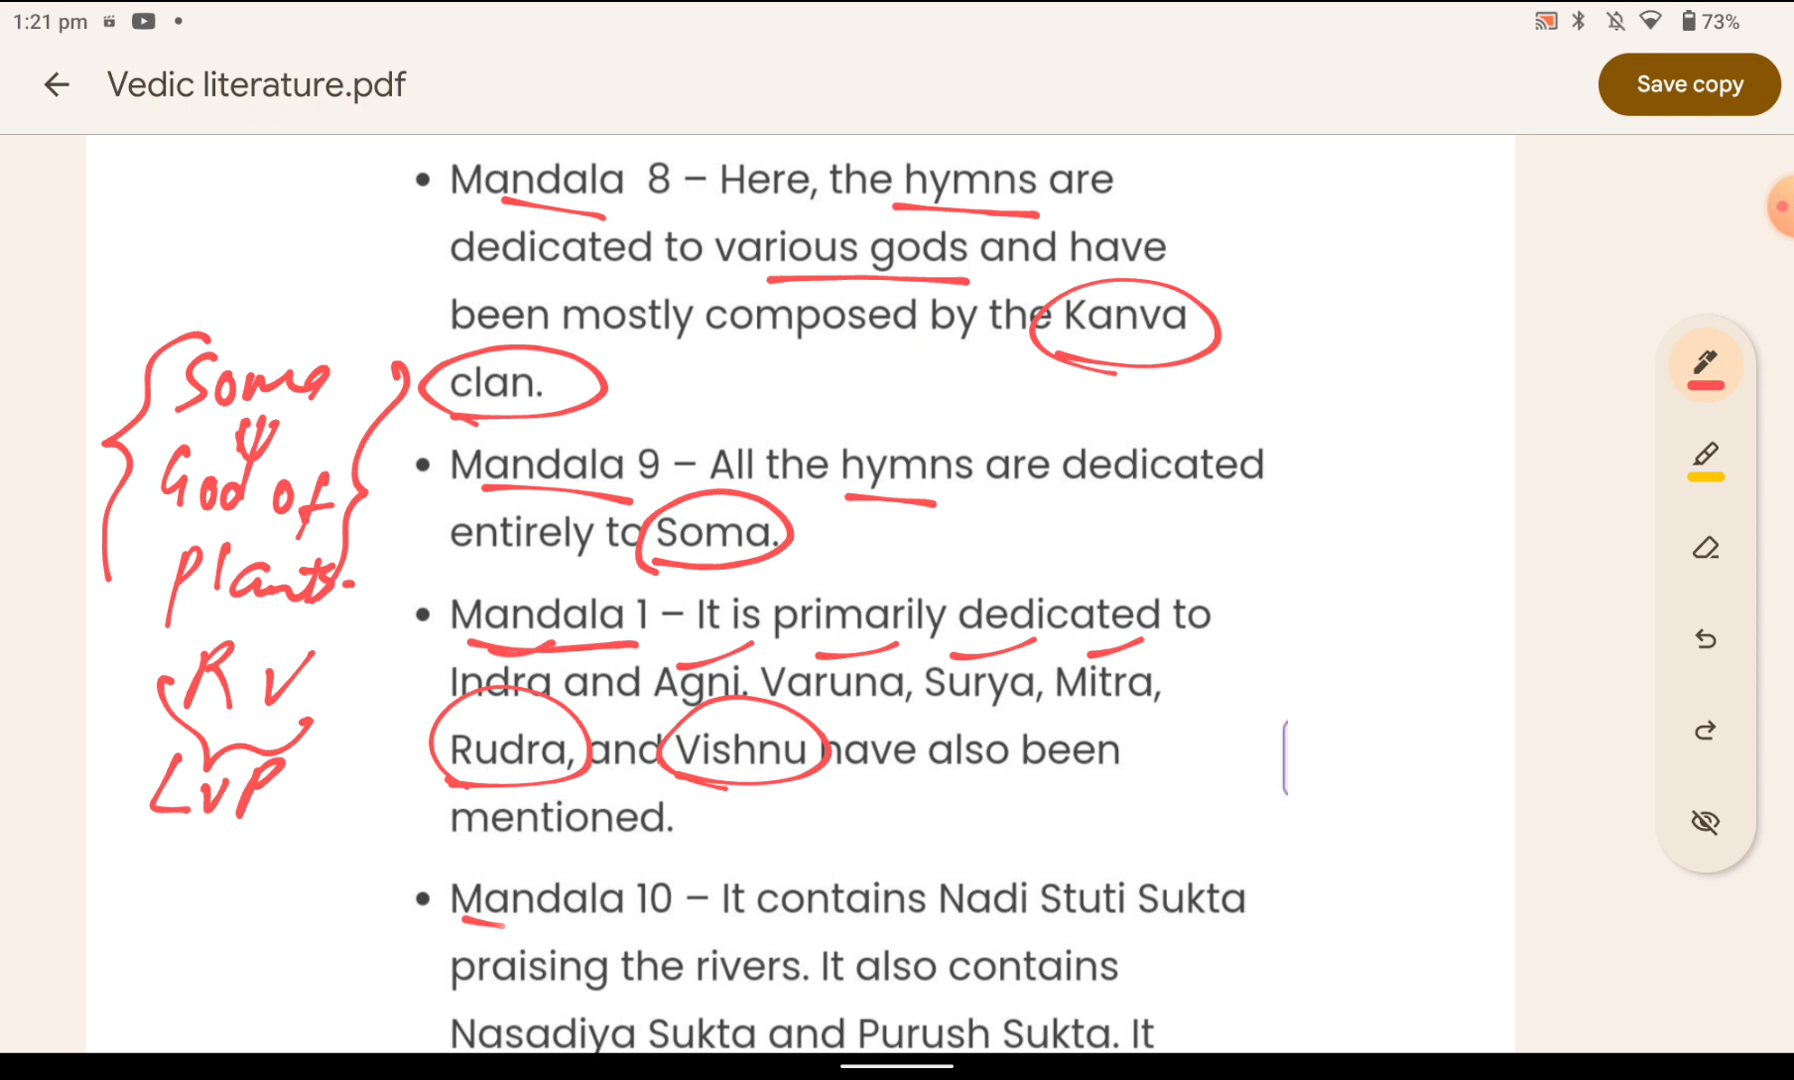 1:21 pm
73%
Vedic literature.pdf
Save copy
• Mandala 8 – Here, the hymns are
dedicated to various gods and have
been mostly composed by the Kanva
clan.
• Mandala 9 – All the hymns are dedicated
entirely to Soma.
• Mandala 1 – It is primarily dedicated to
Indra and Agni. Varuna, Surya, Mitra,
Rudra, and Vishnu have also been
mentioned.
• Mandala 10 – It contains Nadi Stuti Sukta
praising the rivers. It also contains
Nasadiya Sukta and Purush Sukta. It
Soma
God of
plants.
R V
LVP